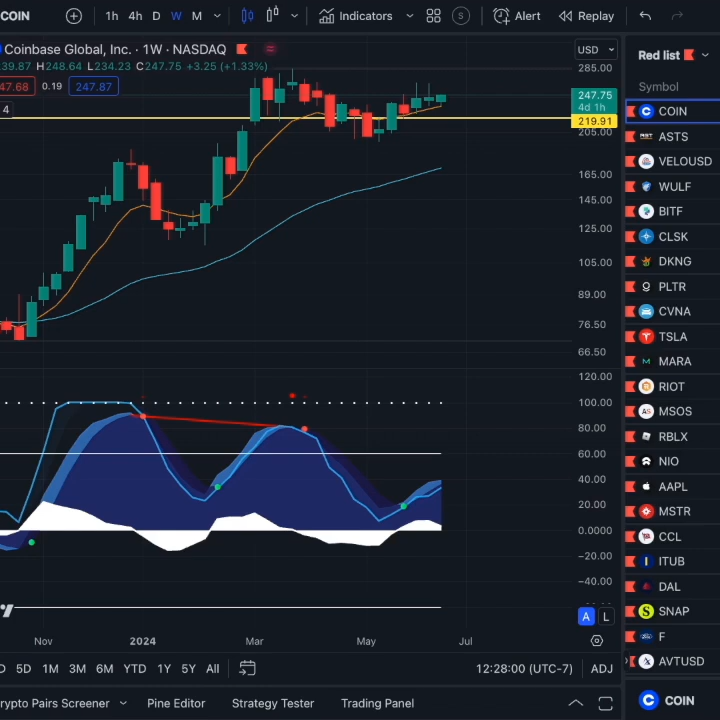 COIN 1h 4h D W M Indicators Alert Replay
Coinbase Global, Inc. · 1W · NASDAQ
39.87 H248.64 L234.23 C247.75 +3.25 (+1.33%)
47.68 0.19 247.87
4
USD
285.00
247.75
4d 1h
219.91
205.00
165.00
145.00
125.00
105.00
89.00
76.50
66.50
120.00
100.00
80.00
60.00
40.00
20.00
0.0000
−20.00
−40.00
A L
Nov 2024 Mar May Jul
D 5D 1M 3M 6M YTD 1Y 5Y All 12:28:00 (UTC-7) ADJ
rypto Pairs Screener Pine Editor Strategy Tester Trading Panel
Red list
Symbol
COIN
ASTS
VELOUSD
WULF
BITF
CLSK
DKNG
PLTR
CVNA
TSLA
MARA
RIOT
MSOS
RBLX
NIO
AAPL
MSTR
CCL
ITUB
DAL
SNAP
F
AVTUSD
COIN